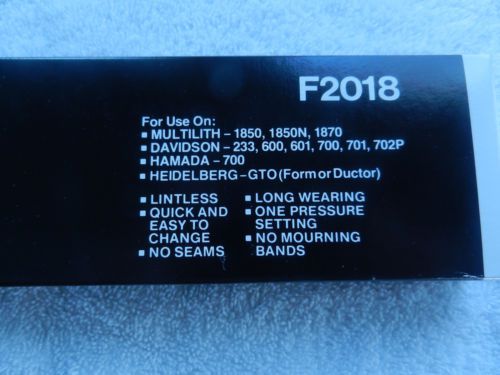 F2018
For Use On:
▪ MULTILITH – 1850, 1850N, 1870
▪ DAVIDSON – 233, 600, 601, 700, 701, 702P
▪ HAMADA – 700
▪ HEIDELBERG – GTO (Form or Ductor)
▪ LINTLESS
▪ QUICK AND
EASY TO
CHANGE
▪ NO SEAMS
▪ LONG WEARING
▪ ONE PRESSURE
SETTING
▪ NO MOURNING
BANDS